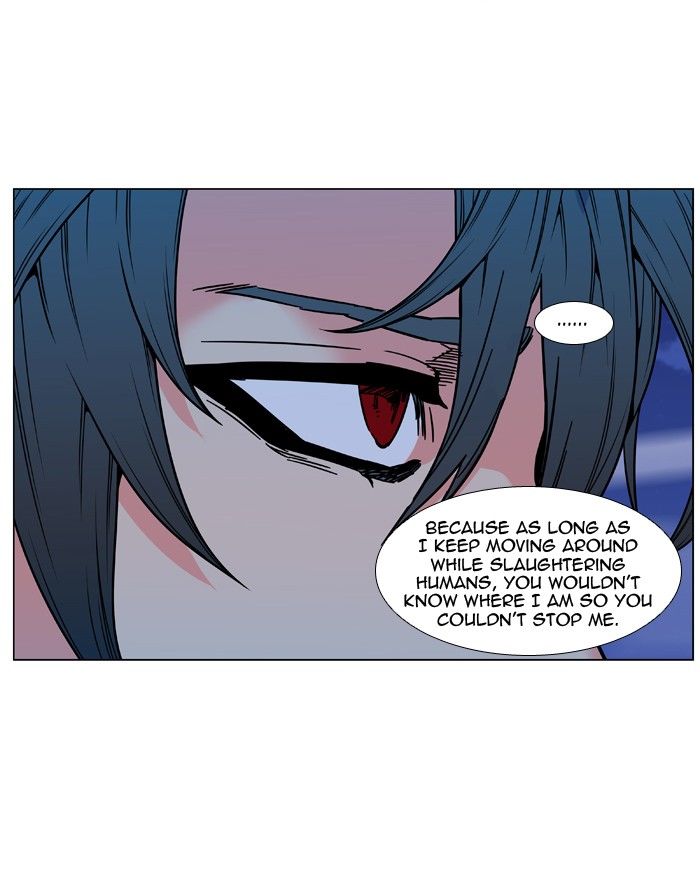 ......
BECAUSE AS LONG AS
I KEEP MOVING AROUND
WHILE SLAUGHTERING
HUMANS, YOU WOULDN'T
KNOW WHERE I AM SO YOU
COULDN'T STOP ME.